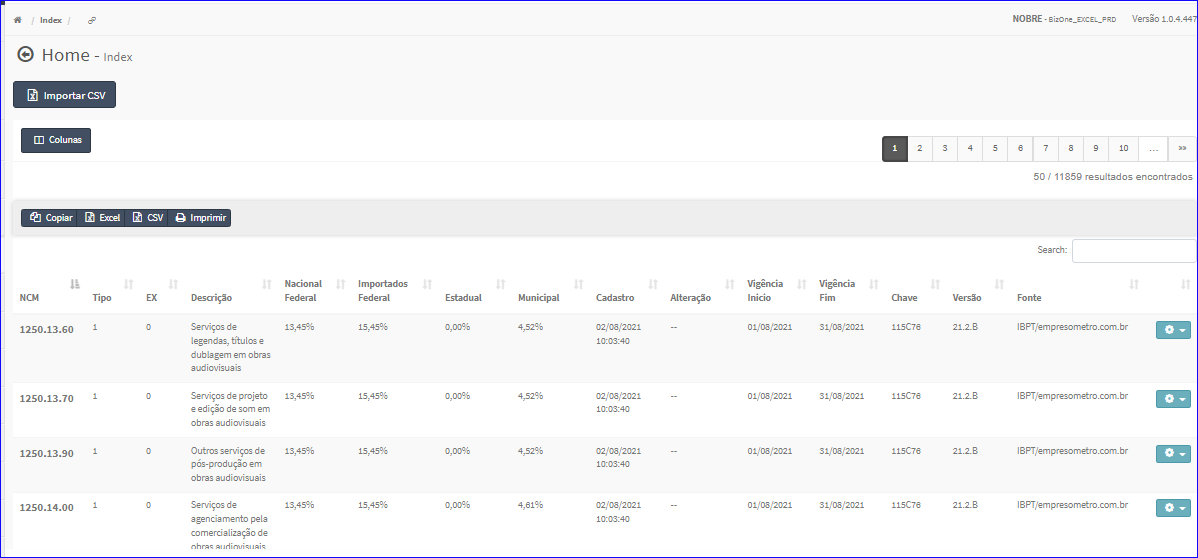 / Index /
NOBRE - BizOne_EXCEL_PRD Versão 1.0.4.447
Home - Index
Importar CSV
Colunas
1 2 3 4 5 6 7 8 9 10 ... »»
50 / 11859 resultados encontrados
Copiar Excel CSV Imprimir
Search:
Nacional Importados Vigência Vigência
NCM Tipo EX Descrição Federal Federal Estadual Municipal Cadastro Alteração Inicio Fim Chave Versão Fonte
1250.13.60 1 0 Serviços de 13,45% 15,45% 0,00% 4,52% 02/08/2021 -- 01/08/2021 31/08/2021 115C76 21.2.B IBPT/empresometro.com.br
legendas, títulos e 10:03:40
dublagem em obras
audiovisuais
1250.13.70 1 0 Serviços de projeto 13,45% 15,45% 0,00% 4,52% 02/08/2021 -- 01/08/2021 31/08/2021 115C76 21.2.B IBPT/empresometro.com.br
e edição de som em 10:03:40
obras audiovisuais
1250.13.90 1 0 Outros serviços de 13,45% 15,45% 0,00% 4,52% 02/08/2021 -- 01/08/2021 31/08/2021 115C76 21.2.B IBPT/empresometro.com.br
pós-produção em 10:03:40
obras audiovisuais
1250.14.00 1 0 Serviços de 13,45% 15,45% 0,00% 4,61% 02/08/2021 -- 01/08/2021 31/08/2021 115C76 21.2.B IBPT/empresometro.com.br
agenciamento pela 10:03:40
comercialização de
obras audiovisuais